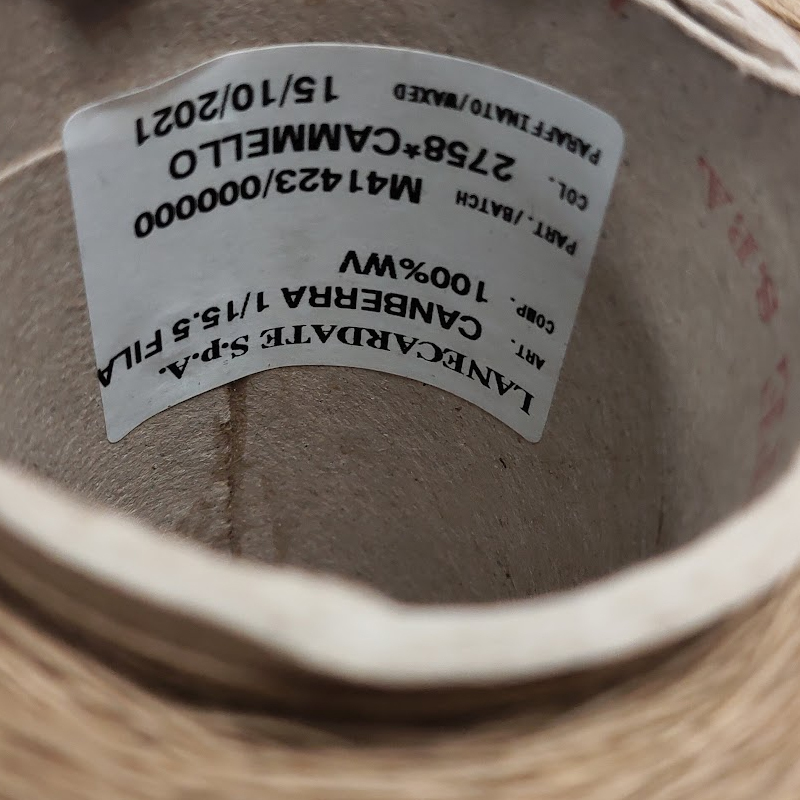 LANECARDATE S.p.A.
ART. CANBERRA 1/15.5 FILA
COMP. 100%WV
PART./BATCH M41423/000000
COL. 2758*CAMMELLO
PARAFFINATO/WAXED 15/10/2021
S.P.A